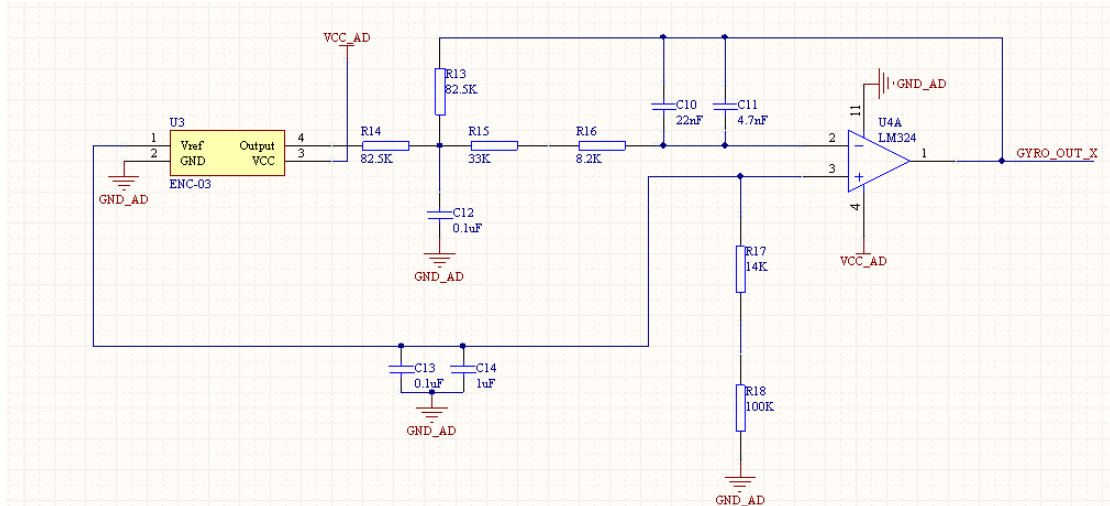 VCC_AD
R13
82.5K
C10
22nF
C11
4.7nF
11
GND_AD
U4A
LM324
U3
1
Vref
Output
4
2
GND
VCC
3
ENC-03
GND_AD
R14
82.5K
R15
33K
R16
8.2K
2
3
1
GYRO_OUT_X
4
VCC_AD
C12
0.1uF
GND_AD
R17
14K
C13
0.1uF
C14
1uF
GND_AD
R18
100K
GND_AD